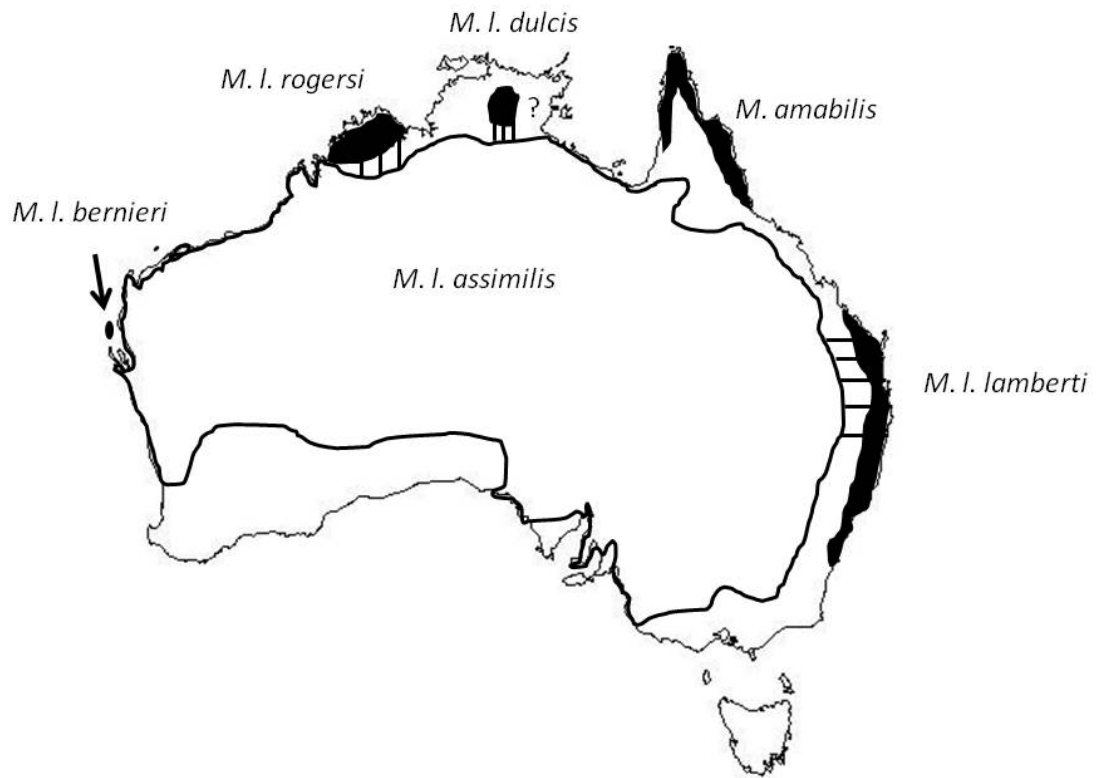 M. l. dulcis
M. l. rogersi
?
M. amabilis
M. l. bernieri
M. l. assimilis
M. l. lamberti